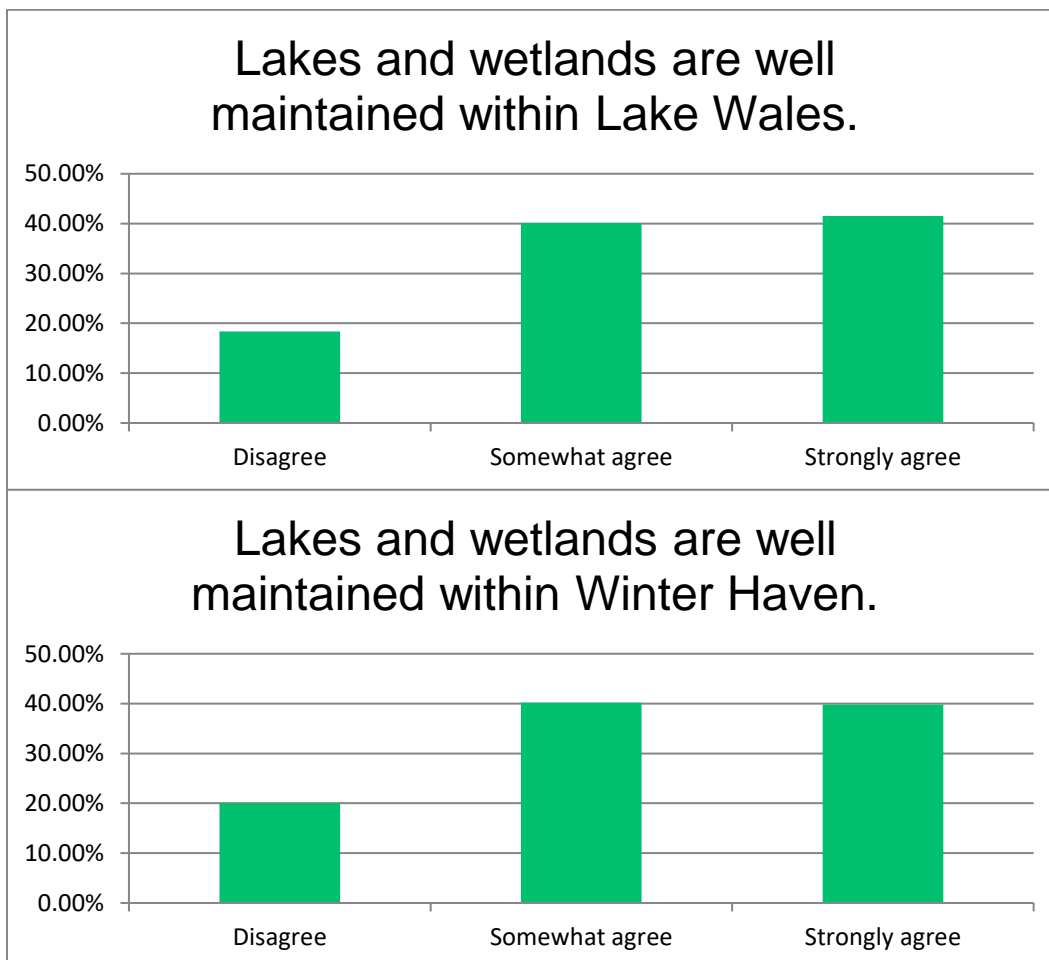 Lakes and wetlands are well
maintained within Lake Wales.
50.00%
40.00%
30.00%
20.00%
10.00%
0.00%
Disagree Somewhat agree Strongly agree
Lakes and wetlands are well
maintained within Winter Haven.
50.00%
40.00%
30.00%
20.00%
10.00%
0.00%
Disagree Somewhat agree Strongly agree